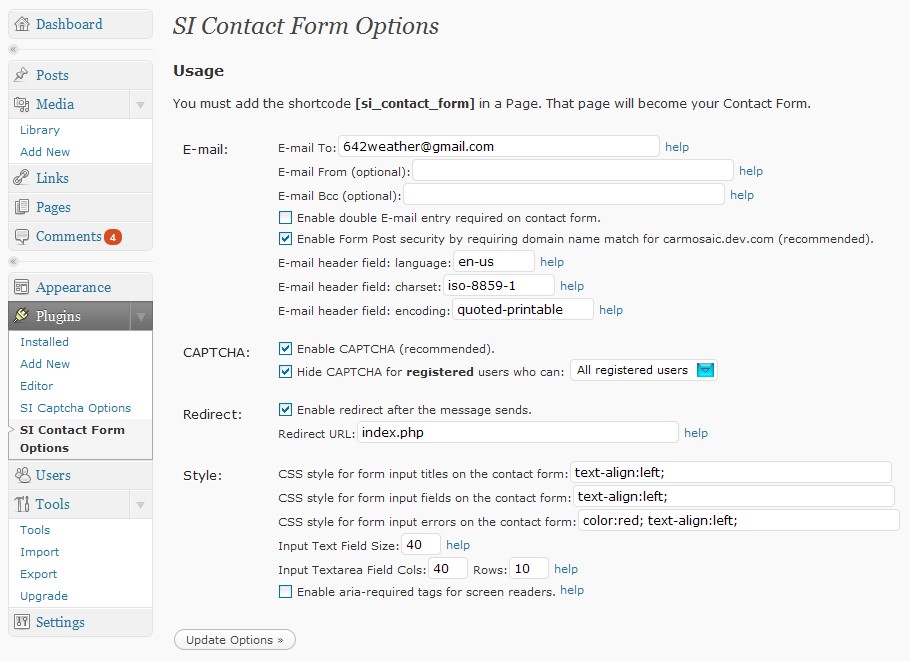 Dashboard
«
Posts
Media
Library
Add New
Links
Pages
Comments 4
«
Appearance
Plugins
Installed
Add New
Editor
SI Captcha Options
SI Contact Form
Options
Users
Tools
Tools
Import
Export
Upgrade
Settings
SI Contact Form Options
Usage
You must add the shortcode [si_contact_form] in a Page. That page will become your Contact Form.
E-mail: E-mail To: 642weather@gmail.com help
E-mail From (optional): help
E-mail Bcc (optional): help
Enable double E-mail entry required on contact form.
Enable Form Post security by requiring domain name match for carmosaic.dev.com (recommended).
E-mail header field: language: en-us help
E-mail header field: charset: iso-8859-1 help
E-mail header field: encoding: quoted-printable help
CAPTCHA: Enable CAPTCHA (recommended).
Hide CAPTCHA for registered users who can: All registered users
Redirect: Enable redirect after the message sends.
Redirect URL: index.php help
Style: CSS style for form input titles on the contact form: text-align:left;
CSS style for form input fields on the contact form: text-align:left;
CSS style for form input errors on the contact form: color:red; text-align:left;
Input Text Field Size: 40 help
Input Textarea Field Cols: 40 Rows: 10 help
Enable aria-required tags for screen readers. help
Update Options »